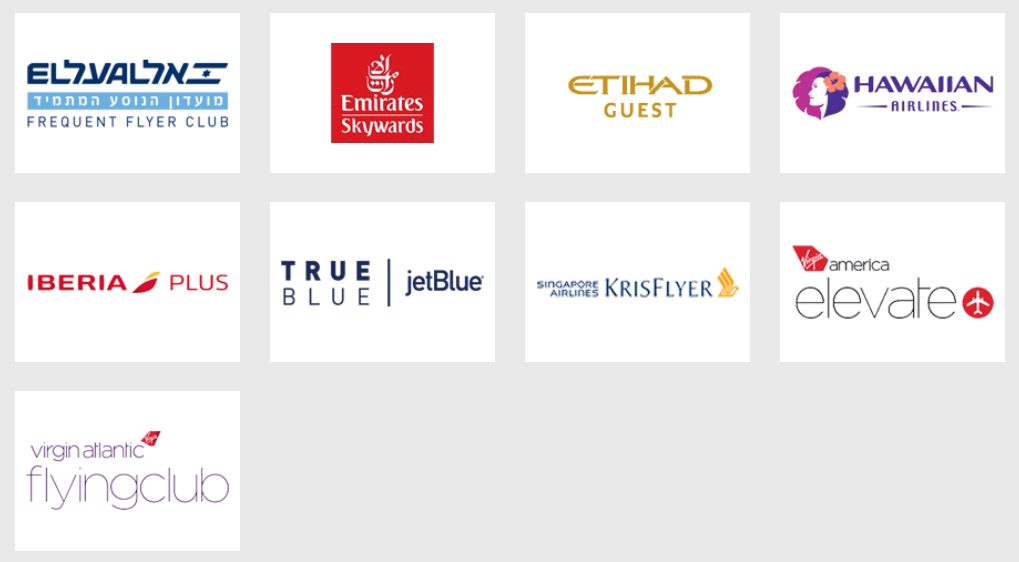 ELALאלעל
מועדון הנוסע המתמיד
FREQUENT FLYER CLUB
Emirates
Skywards
ETIHAD
GUEST
HAWAIIAN
AIRLINES
IBERIA PLUS
TRUE
BLUE
jetBlue
SINGAPORE
AIRLINES
KRISFLYER
Virgin
america
elevate
virgin atlantic
flyingclub